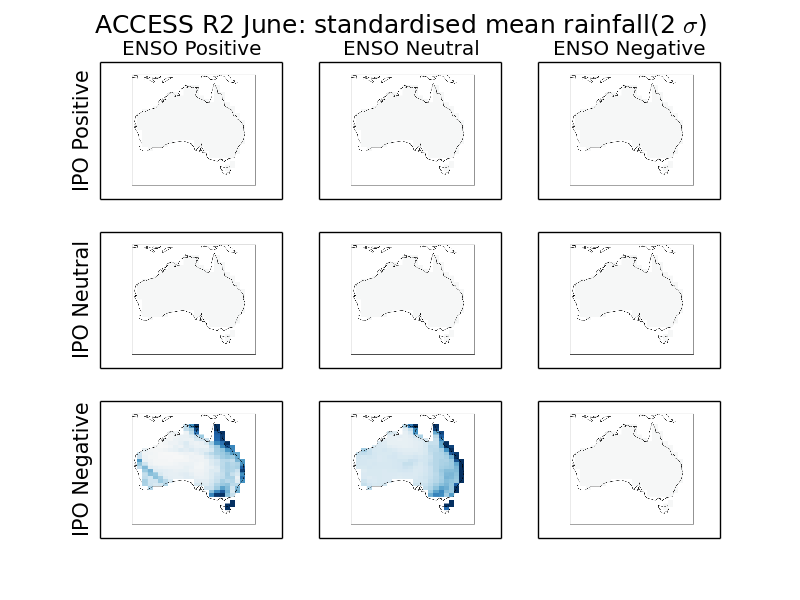 ACCESS R2 June: standardised mean rainfall(2 σ)
ENSO Positive
ENSO Neutral
ENSO Negative
IPO Positive
IPO Neutral
IPO Negative